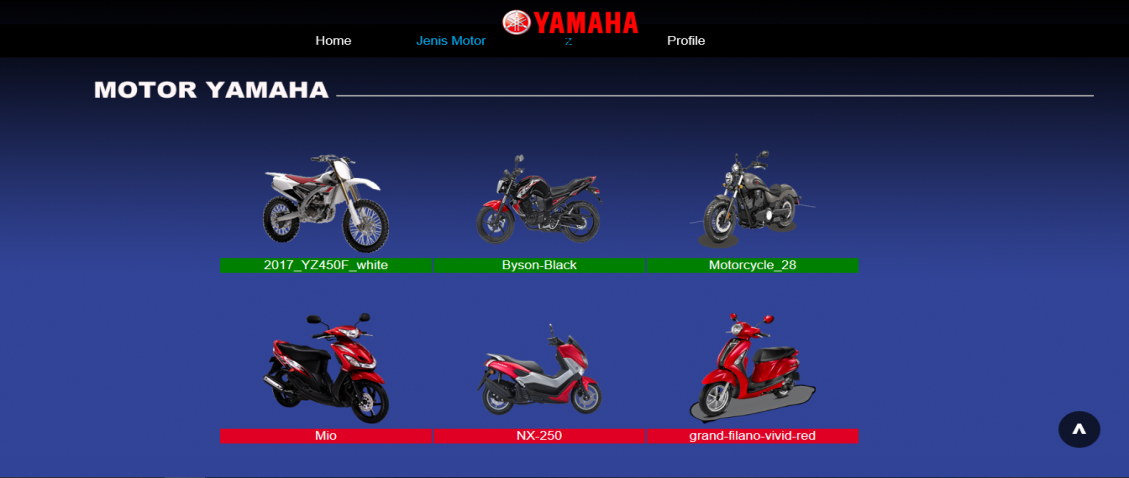 YAMAHA
Home Jenis Motor z Profile
MOTOR YAMAHA
2017_YZ450F_white Byson-Black Motorcycle_28
Mio NX-250 grand-filano-vivid-red
^